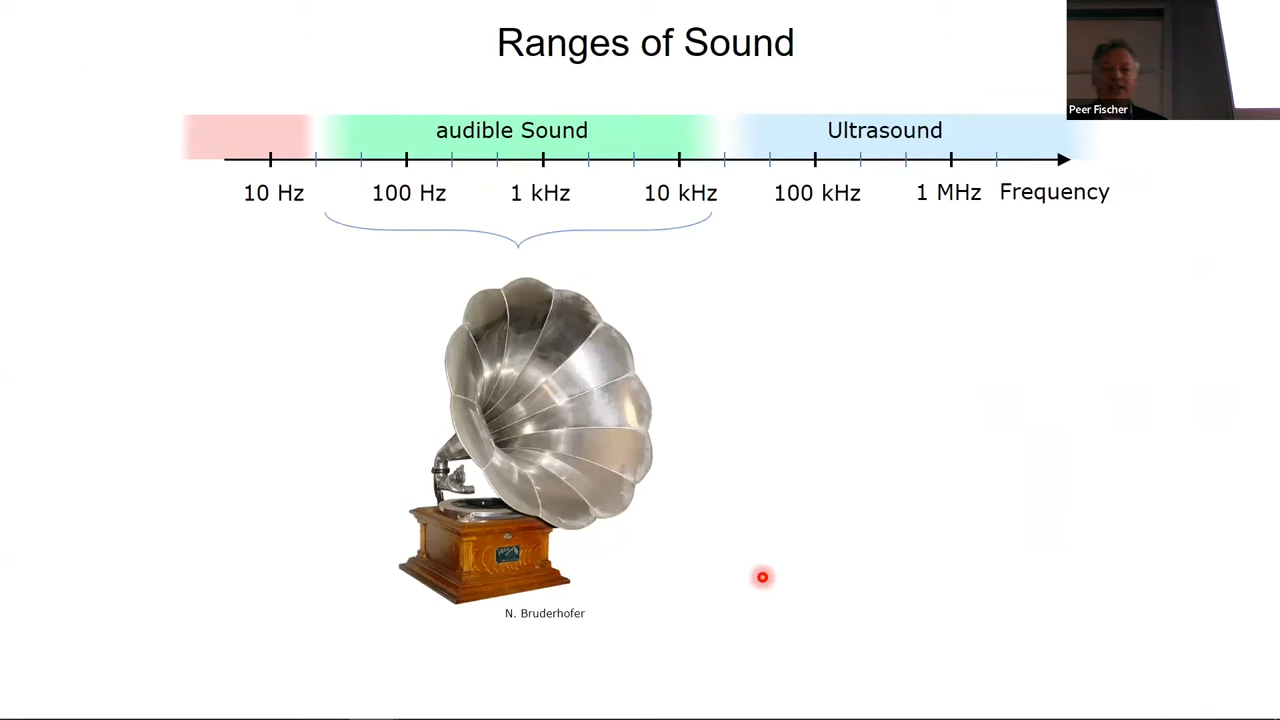 Ranges of Sound
Peer Fischer
audible Sound
Ultrasound
10 Hz
100 Hz
1 kHz
10 kHz
100 kHz
1 MHz
Frequency
N. Bruderhofer